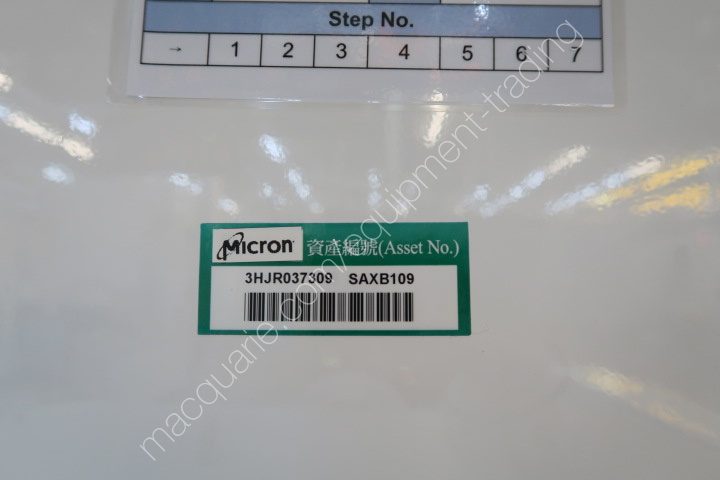 Step No.
→ 1 2 3 4 5 6 7
Micron 資產編號(Asset No.)
3HJR037309 SAXB109
macquarie.com/equipment-trading